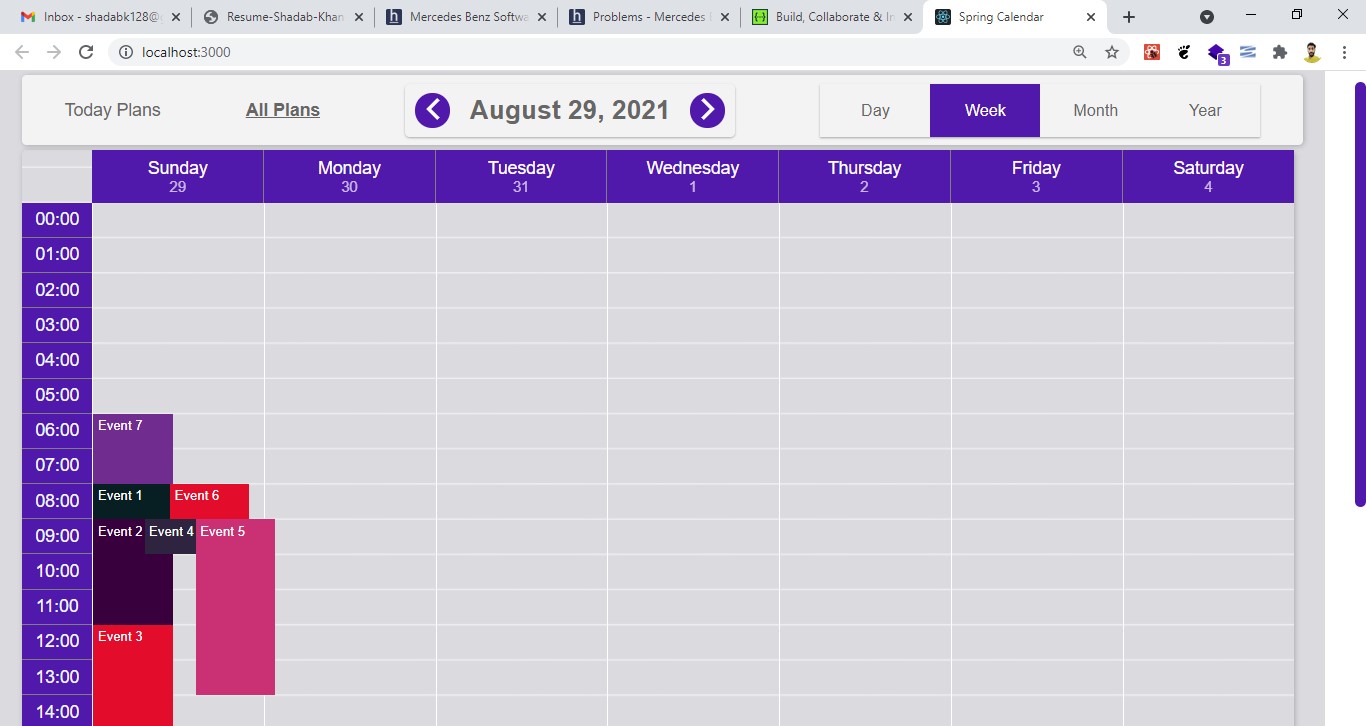 Inbox - shadabk128@g
Resume-Shadab-Khan
Mercedes Benz Softwa
Problems - Mercedes
Build, Collaborate & In
Spring Calendar
localhost:3000
3
Today Plans
All Plans
August 29, 2021
Day
Week
Month
Year
Sunday
29
Monday
30
Tuesday
31
Wednesday
1
Thursday
2
Friday
3
Saturday
4
00:00
01:00
02:00
03:00
04:00
05:00
06:00
Event 7
07:00
08:00
Event 1
Event 6
09:00
Event 2
Event 4
Event 5
10:00
11:00
12:00
Event 3
13:00
14:00